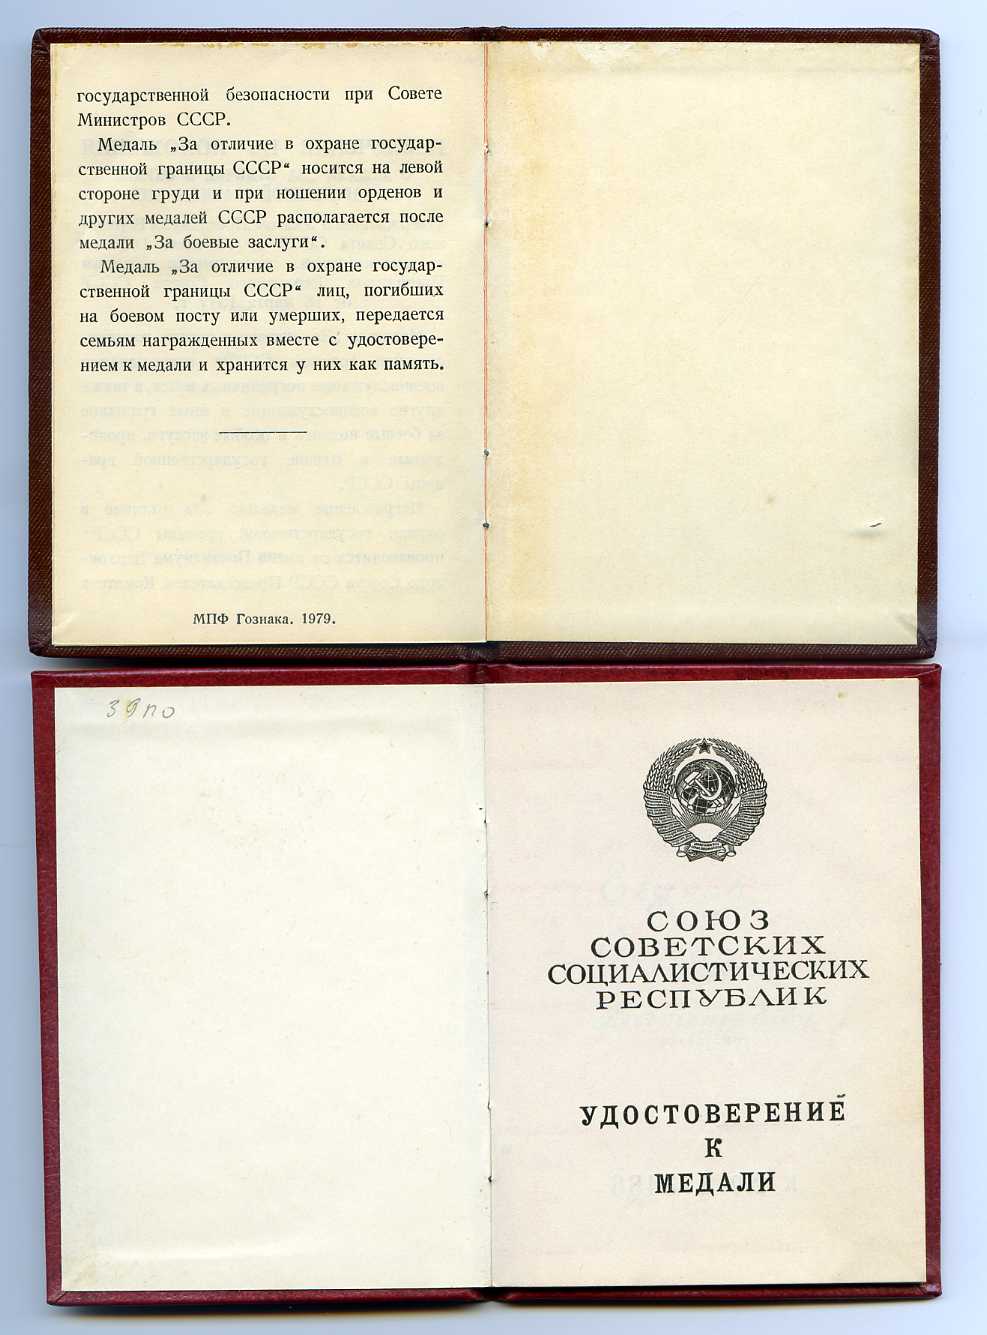 государственной безопасности при Совете
Министров СССР.
Медаль „За отличие в охране государ-
ственной границы СССР“ носится на левой
стороне груди и при ношении орденов и
других медалей СССР располагается после
медали „За боевые заслуги“.
Медаль „За отличие в охране государ-
ственной границы СССР“ лиц, погибших
на боевом посту или умерших, передается
семьям награжденных вместе с удостовере-
нием к медали и хранится у них как память.
МПФ Гознака. 1979.
СОЮЗ
СОВЕТСКИХ
СОЦИАЛИСТИЧЕСКИХ
РЕСПУБЛИК
УДОСТОВЕРЕНИЕ
К
МЕДАЛИ